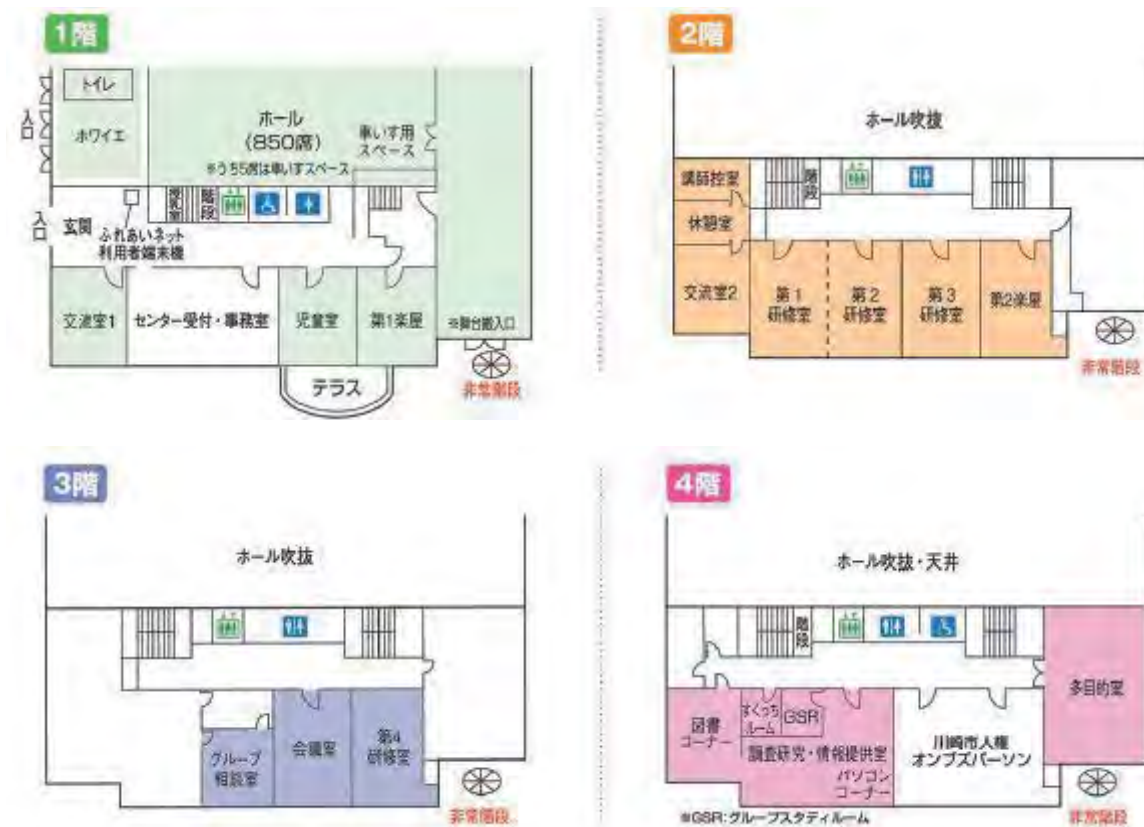 1階
トイレ
入口
ホワイエ
ホール
(850席)
※うち5席は車いすスペース
車いす用
スペース
入口
玄関
ふれあいネット
利用者端末機
授乳室
階段
交流室1
センター受付・事務室
児童室
第1楽屋
※舞台搬入口
テラス
非常階段
2階
ホール吹抜
講師控室
階段
休憩室
交流室2
第1
研修室
第2
研修室
第3
研修室
第2楽屋
非常階段
3階
ホール吹抜
グループ
相談室
会議室
第4
研修室
非常階段
4階
ホール吹抜・天井
階段
多目的室
図書
コーナー
すくっち
ルーム
GSR
調査研究・情報提供室
パソコン
コーナー
川崎市人権
オンブズパーソン
※GSR:グループスタディルーム
非常階段